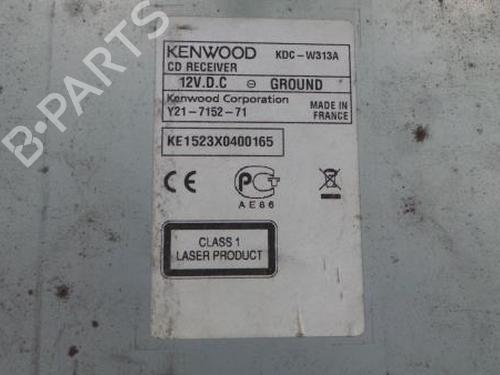 KENWOOD KDC-W313A
CD RECEIVER
12V.D.C ⊖ GROUND
Kenwood Corporation
Y21-7152-71
MADE IN
FRANCE
KE1523X0400165
CE
PCT
AE86
CLASS 1
LASER PRODUCT
B-PARTS